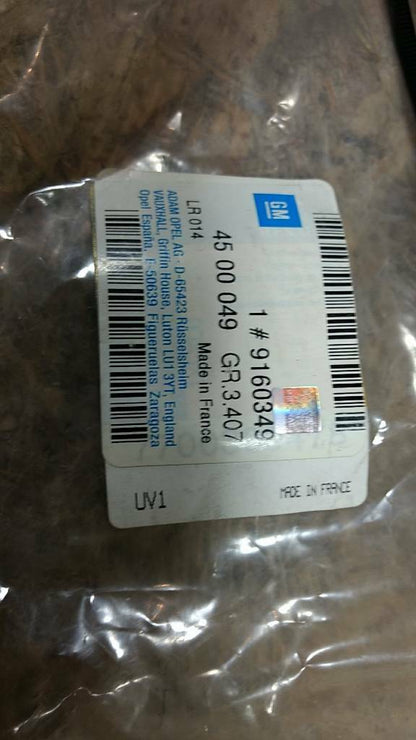 GM
1 # 9160349
45 00 049 GR.3.407
Made in France
LR 014
ADAM OPEL AG - D-65423 Rüsselsheim
VAUXHALL, Griffin House, Luton LU1 3YT, England
Opel España, E-50639 Figueruelas Zaragoza
MADE IN FRANCE
UV1